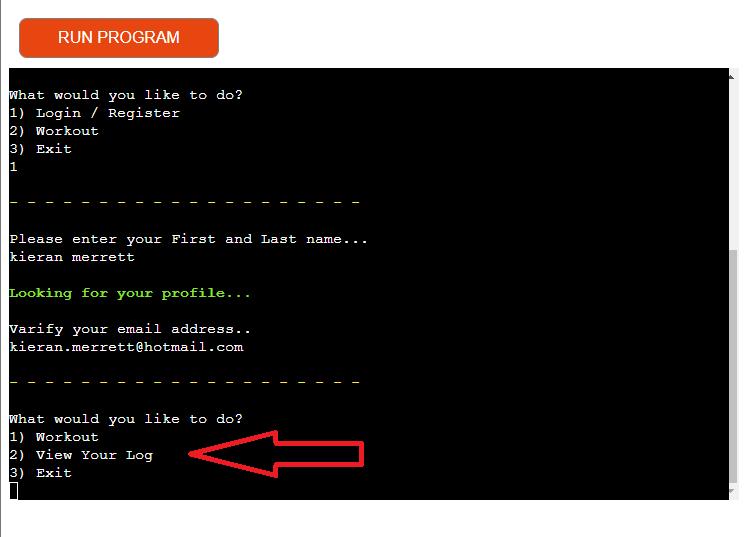 RUN PROGRAM
What would you like to do?
1) Login / Register
2) Workout
3) Exit
1
- - - - - - - - - - - - - - - - - - - -
Please enter your First and Last name...
kieran merrett
Looking for your profile...
Varify your email address..
kieran.merrett@hotmail.com
- - - - - - - - - - - - - - - - - - - -
What would you like to do?
1) Workout
2) View Your Log
3) Exit